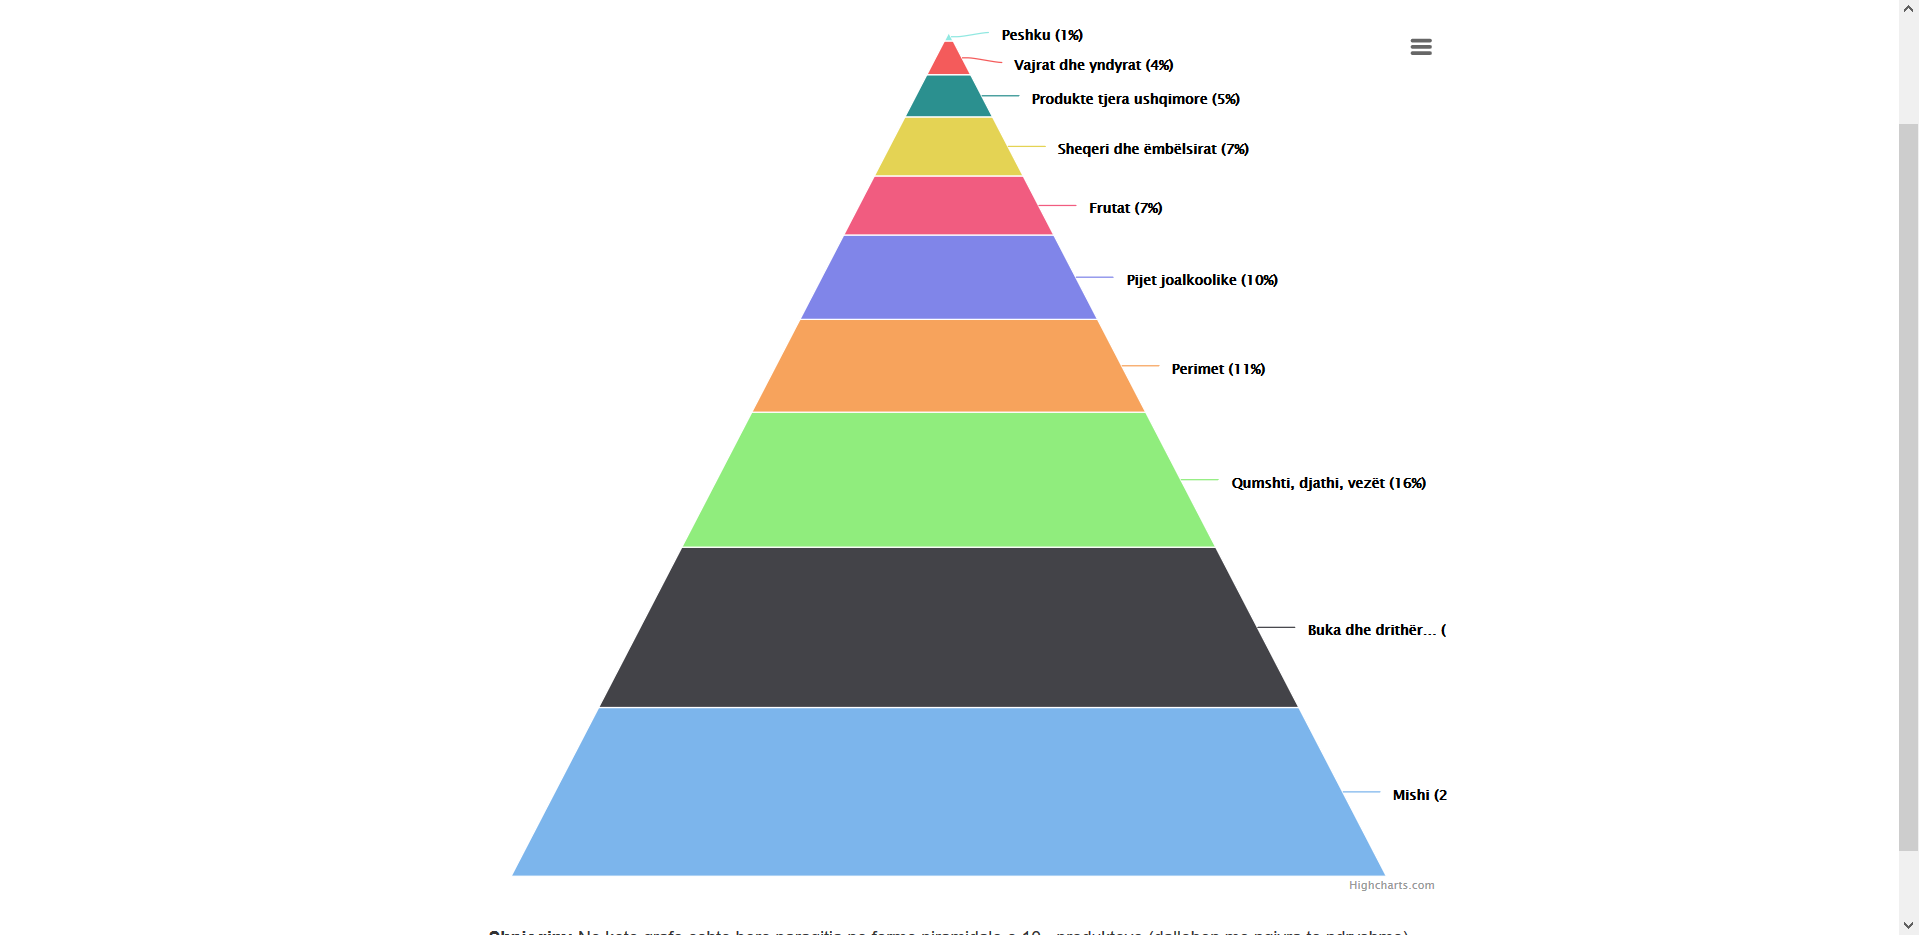 Peshku (1%)
Vajrat dhe yndyrat (4%)
Produkte tjera ushqimore (5%)
Sheqeri dhe ëmbëlsirat (7%)
Frutat (7%)
Pijet joalkoolike (10%)
Perimet (11%)
Qumshti, djathi, vezët (16%)
Buka dhe drithër... (
Mishi (2
Highcharts.com